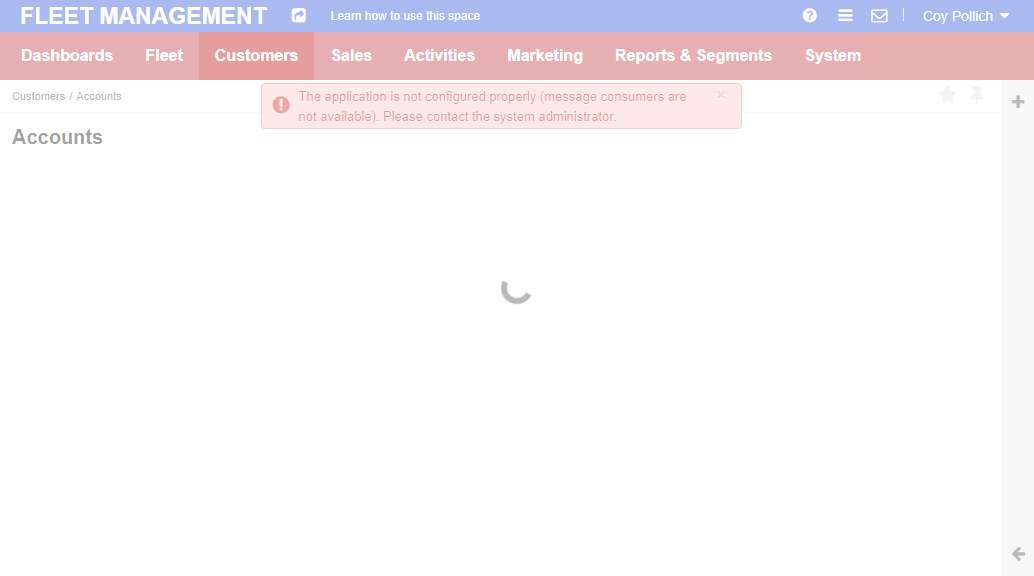 FLEET MANAGEMENT
Learn how to use this space
Coy Pollich
Dashboards Fleet Customers Sales Activities Marketing Reports & Segments System
Customers / Accounts
The application is not configured properly (message consumers are
not available). Please contact the system administrator.
×
Accounts